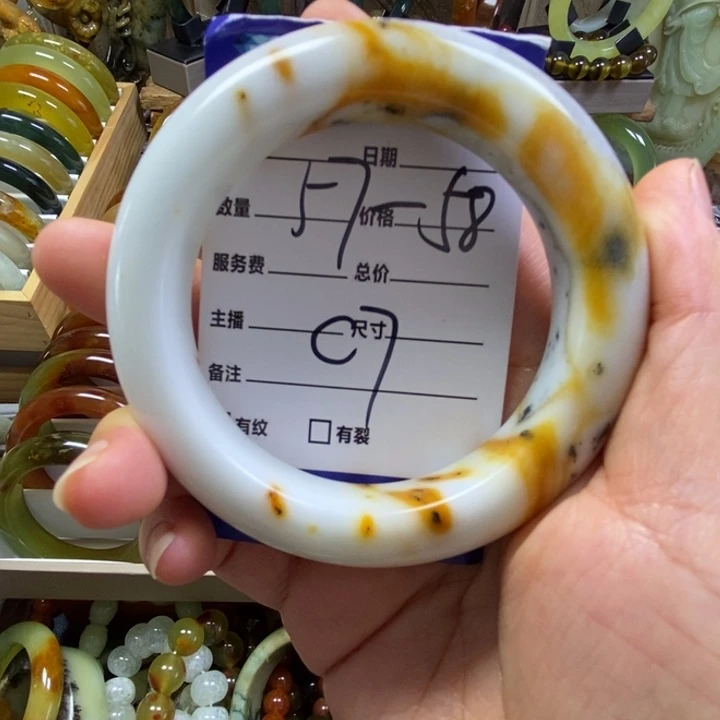 日期
数量 价格
57-58
服务费 总价
主播 尺寸
C7
备注
有纹 有裂